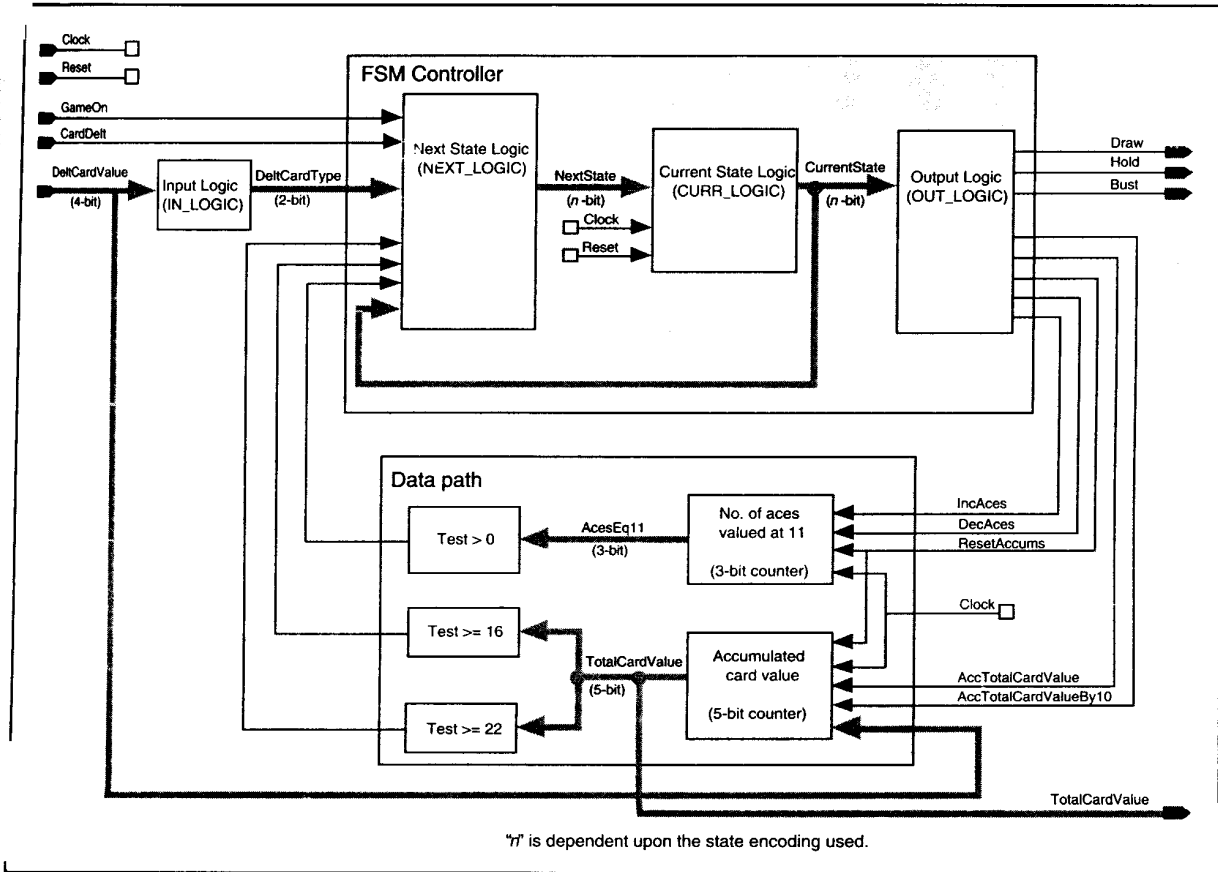 Clock
Reset
GameOn
CardDelt
DeltCardValue
(4-bit)
Input Logic
(IN_LOGIC)
DeltCardType
(2-bit)
FSM Controller
Next State Logic
(NEXT_LOGIC)
NextState
(n-bit)
Clock
Reset
Current State Logic
(CURR_LOGIC)
CurrentState
(n-bit)
Output Logic
(OUT_LOGIC)
Draw
Hold
Bust
Data path
Test > 0
AcesEq11
(3-bit)
No. of aces
valued at 11
(3-bit counter)
IncAces
DecAces
ResetAccums
Clock
Test >= 16
Test >= 22
TotalCardValue
(5-bit)
Accumulated
card value
(5-bit counter)
AccTotalCardValue
AccTotalCardValueBy10
TotalCardValue
"n" is dependent upon the state encoding used.